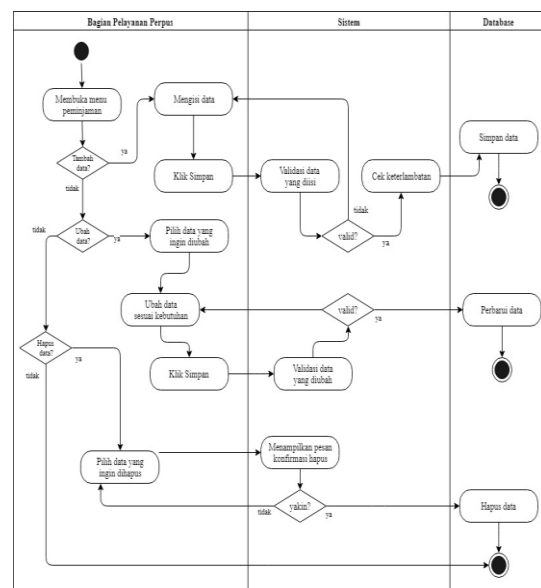 Bagian Pelayanan Perpus
Sistem
Database
Membuka menu
peminjaman
Mengisi data
Tambah
data?
ya
tidak
Klik Simpan
Validasi data
yang diisi
valid?
tidak
ya
Cek keterlambatan
Simpan data
Ubah
data?
tidak
ya
Pilih data yang
ingin diubah
Ubah data
sesuai kebutuhan
Klik Simpan
Validasi data
yang diubah
valid?
ya
Perbarui data
Hapus
data?
ya
tidak
Pilih data yang
ingin dihapus
Menampilkan pesan
konfirmasi hapus
yakin?
tidak
ya
Hapus data